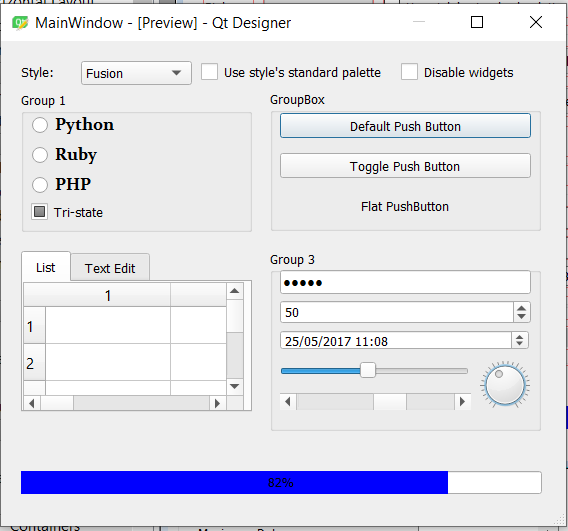 MainWindow - [Preview] - Qt Designer
Style: Fusion Use style's standard palette Disable widgets
Group 1
Python
Ruby
PHP
Tri-state
GroupBox
Default Push Button
Toggle Push Button
Flat PushButton
List Text Edit
1
1
2
Group 3
50
25/05/2017 11:08
82%
Containers